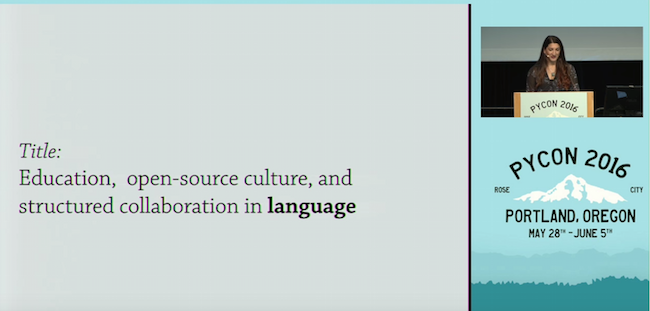 Title:
Education, open-source culture, and
structured collaboration in language
PYCON 2016
PYCON 2016
ROSE CITY
PORTLAND, OREGON
MAY 28TH - JUNE 5TH